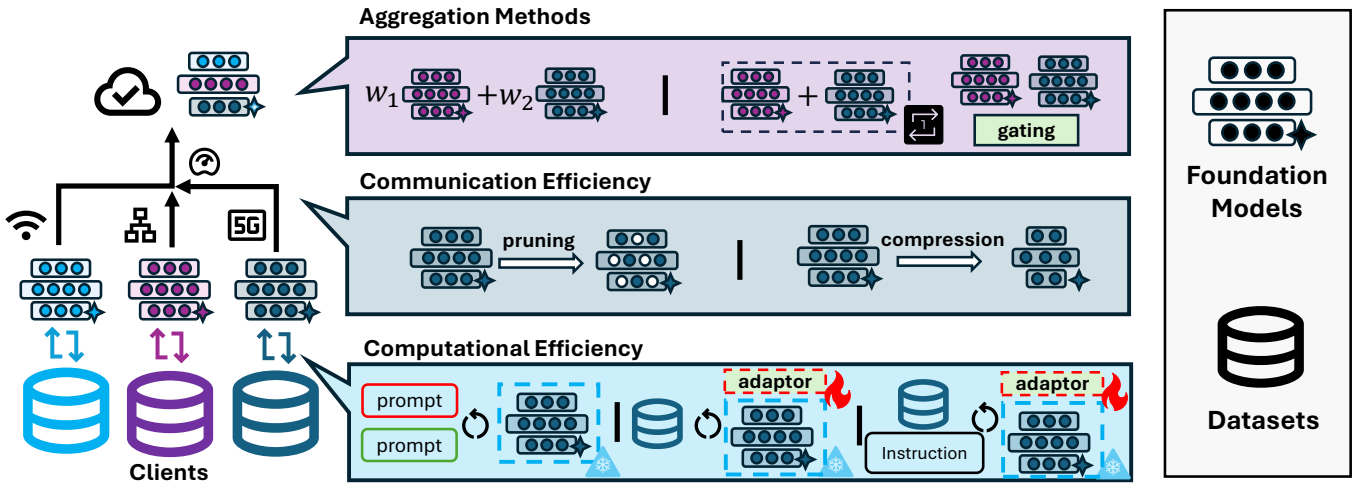 Aggregation Methods
w1 + w2
+
1
gating
Communication Efficiency
5G
pruning
compression
Computational Efficiency
prompt
prompt
adaptor
Instruction
adaptor
Clients
Foundation
Models
Datasets